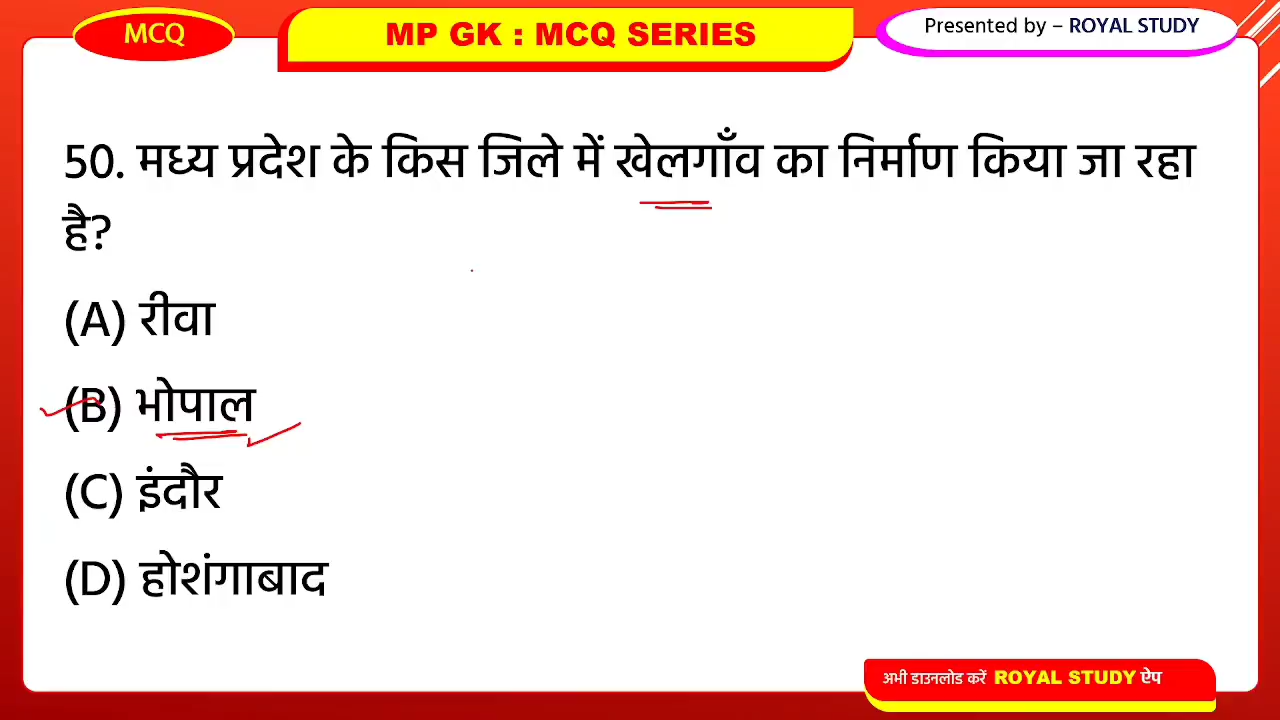 MCQ
MP GK : MCQ SERIES
Presented by – ROYAL STUDY
50. मध्य प्रदेश के किस जिले में खेलगाँव का निर्माण किया जा रहा
है?
(A) रीवा
(B) भोपाल
(C) इंदौर
(D) होशंगाबाद
अभी डाउनलोड करें ROYAL STUDY ऐप